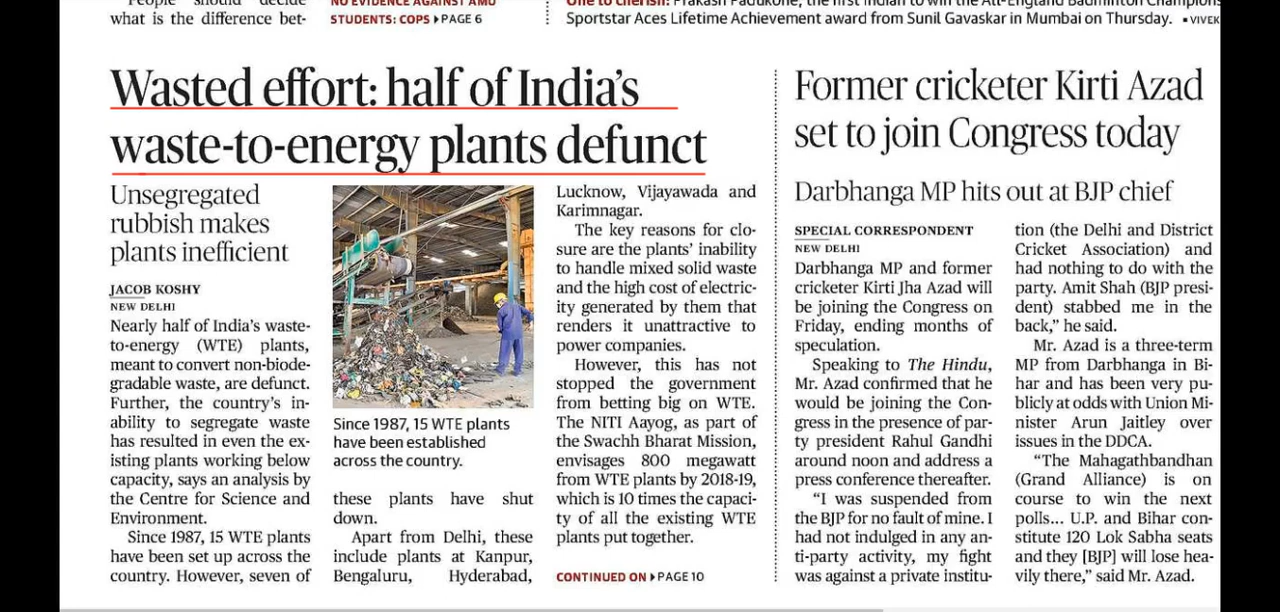 what is the difference bet-
NO EVIDENCE AGAINST AMU
STUDENTS: COPS ▸ PAGE 6
One to cherish: Prakash Padukone, the first Indian to win the All-England Badminton Champions
Sportstar Aces Lifetime Achievement award from Sunil Gavaskar in Mumbai on Thursday. ▪ VIVEK
Wasted effort: half of India’s
waste-to-energy plants defunct
Unsegregated
rubbish makes
plants inefficient
JACOB KOSHY
NEW DELHI
Nearly half of India’s waste-
to-energy (WTE) plants,
meant to convert non-biode-
gradable waste, are defunct.
Further, the country’s in-
ability to segregate waste
has resulted in even the ex-
isting plants working below
capacity, says an analysis by
the Centre for Science and
Environment.
Since 1987, 15 WTE plants
have been set up across the
country. However, seven of
Since 1987, 15 WTE plants
have been established
across the country.
these plants have shut
down.
Apart from Delhi, these
include plants at Kanpur,
Bengaluru, Hyderabad,
Lucknow, Vijayawada and
Karimnagar.
The key reasons for clo-
sure are the plants’ inability
to handle mixed solid waste
and the high cost of electric-
ity generated by them that
renders it unattractive to
power companies.
However, this has not
stopped the government
from betting big on WTE.
The NITI Aayog, as part of
the Swachh Bharat Mission,
envisages 800 megawatt
from WTE plants by 2018-19,
which is 10 times the capaci-
ty of all the existing WTE
plants put together.
CONTINUED ON ▸ PAGE 10
Former cricketer Kirti Azad
set to join Congress today
Darbhanga MP hits out at BJP chief
SPECIAL CORRESPONDENT
NEW DELHI
Darbhanga MP and former
cricketer Kirti Jha Azad will
be joining the Congress on
Friday, ending months of
speculation.
Speaking to The Hindu,
Mr. Azad confirmed that he
would be joining the Con-
gress in the presence of par-
ty president Rahul Gandhi
around noon and address a
press conference thereafter.
“I was suspended from
the BJP for no fault of mine. I
had not indulged in any an-
ti-party activity, my fight
was against a private institu-
tion (the Delhi and District
Cricket Association) and
had nothing to do with the
party. Amit Shah (BJP presi-
dent) stabbed me in the
back,” he said.
Mr. Azad is a three-term
MP from Darbhanga in Bi-
har and has been very pu-
blicly at odds with Union Mi-
nister Arun Jaitley over
issues in the DDCA.
“The Mahagathbandhan
(Grand Alliance) is on
course to win the next
polls... U.P. and Bihar con-
stitute 120 Lok Sabha seats
and they [BJP] will lose hea-
vily there,” said Mr. Azad.